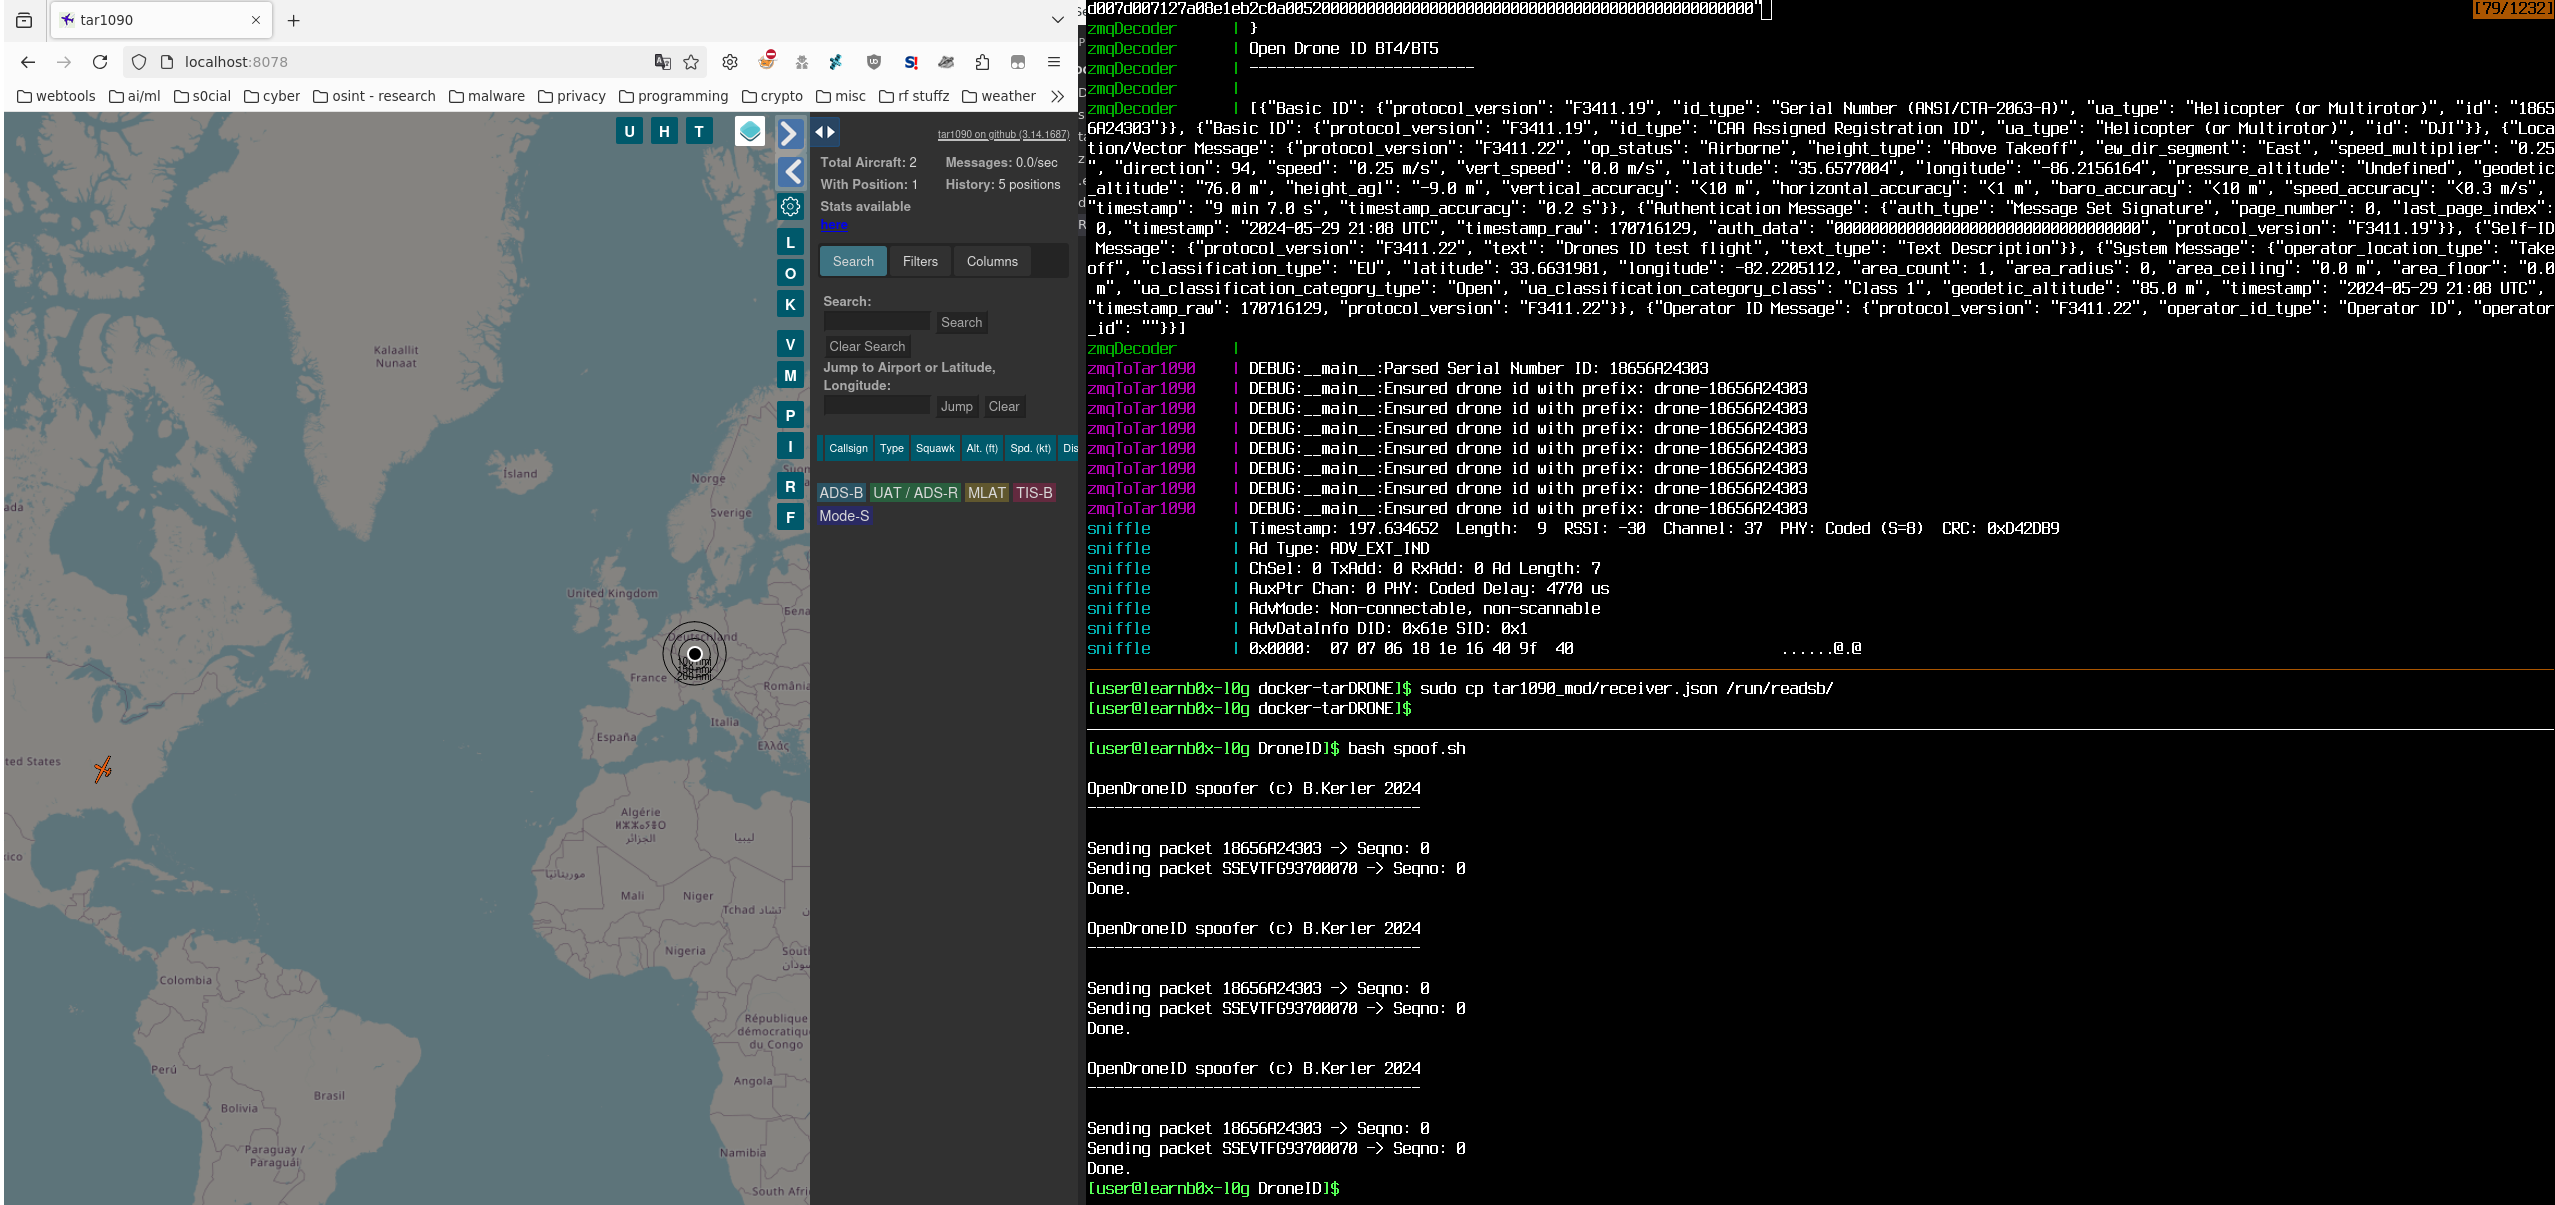 tar1090
localhost:8078
webtools ai/ml s0cial cyber osint - research malware privacy programming crypto misc rf stuffz weather
U H T
L
O
K
V
M
P
I
R
F
Kalaallit
Nunaat
Ísland
Norge
Sverige
United Kingdom
Бела
Deutschland
200 nmi
France
România
Italia
España
Ελλάς
ted States
Algérie
ⵍⵣⵣⴰⵢⴻⵔ
الجزائر
ليبيا
موريتانيا
Mali
Niger
Tchad تشاد
Nigeria
South
السودان
ico
Colombia
République
démocratique
du Congo
Perú
Brasil
Angola
Bolivia
Paraguay /
Paraguái
Namibia
South Afri
tar1090 on github (3.14.1687)
Total Aircraft: 2 Messages: 0.0/sec
With Position: 1 History: 5 positions
Stats available
here
Search Filters Columns
Search:
Search
Clear Search
Jump to Airport or Latitude,
Longitude:
Jump Clear
Callsign Type Squawk Alt. (ft) Spd. (kt) Dis
ADS-B UAT / ADS-R MLAT TIS-B
Mode-S
d007d007127a08e1eb2c0a00520000000000000000000000000000000000000000000000000" [79/1232]
zmqDecoder | }
zmqDecoder | Open Drone ID BT4/BT5
zmqDecoder | -------------------------
zmqDecoder |
zmqDecoder | [{"Basic ID": {"protocol_version": "F3411.19", "id_type": "Serial Number (ANSI/CTA-2063-A)", "ua_type": "Helicopter (or Multirotor)", "id": "1865
6A24303"}}, {"Basic ID": {"protocol_version": "F3411.19", "id_type": "CAA Assigned Registration ID", "ua_type": "Helicopter (or Multirotor)", "id": "DJI"}}, {"Loca
tion/Vector Message": {"protocol_version": "F3411.22", "op_status": "Airborne", "height_type": "Above Takeoff", "ew_dir_segment": "East", "speed_multiplier": "0.25
", "direction": 94, "speed": "0.25 m/s", "vert_speed": "0.0 m/s", "latitude": "35.6577004", "longitude": "-86.2156164", "pressure_altitude": "Undefined", "geodetic
_altitude": "76.0 m", "height_agl": "-9.0 m", "vertical_accuracy": "<10 m", "horizontal_accuracy": "<1 m", "baro_accuracy": "<10 m", "speed_accuracy": "<0.3 m/s",
"timestamp": "9 min 7.0 s", "timestamp_accuracy": "0.2 s"}}, {"Authentication Message": {"auth_type": "Message Set Signature", "page_number": 0, "last_page_index":
0, "timestamp": "2024-05-29 21:08 UTC", "timestamp_raw": 170716129, "auth_data": "0000000000000000000000000000000000", "protocol_version": "F3411.19"}}, {"Self-ID
Message": {"protocol_version": "F3411.22", "text": "Drones ID test flight", "text_type": "Text Description"}}, {"System Message": {"operator_location_type": "Take
off", "classification_type": "EU", "latitude": 33.6631981, "longitude": -82.2205112, "area_count": 1, "area_radius": 0, "area_ceiling": "0.0 m", "area_floor": "0.0
m", "ua_classification_category_type": "Open", "ua_classification_category_class": "Class 1", "geodetic_altitude": "85.0 m", "timestamp": "2024-05-29 21:08 UTC",
"timestamp_raw": 170716129, "protocol_version": "F3411.22"}}, {"Operator ID Message": {"protocol_version": "F3411.22", "operator_id_type": "Operator ID", "operator
_id": ""}}]
zmqDecoder |
zmqToTar1090 | DEBUG:__main__:Parsed Serial Number ID: 18656A24303
zmqToTar1090 | DEBUG:__main__:Ensured drone id with prefix: drone-18656A24303
zmqToTar1090 | DEBUG:__main__:Ensured drone id with prefix: drone-18656A24303
zmqToTar1090 | DEBUG:__main__:Ensured drone id with prefix: drone-18656A24303
zmqToTar1090 | DEBUG:__main__:Ensured drone id with prefix: drone-18656A24303
zmqToTar1090 | DEBUG:__main__:Ensured drone id with prefix: drone-18656A24303
zmqToTar1090 | DEBUG:__main__:Ensured drone id with prefix: drone-18656A24303
zmqToTar1090 | DEBUG:__main__:Ensured drone id with prefix: drone-18656A24303
sniffle | Timestamp: 197.634652 Length: 9 RSSI: -30 Channel: 37 PHY: Coded (S=8) CRC: 0xD42DB9
sniffle | Ad Type: ADV_EXT_IND
sniffle | ChSel: 0 TxAdd: 0 RxAdd: 0 Ad Length: 7
sniffle | AuxPtr Chan: 0 PHY: Coded Delay: 4770 us
sniffle | AdvMode: Non-connectable, non-scannable
sniffle | AdvDataInfo DID: 0x61e SID: 0x1
sniffle | 0x0000: 07 07 06 18 1e 16 40 9f 40 ......@.@
[user@learnb0x-l0g docker-tarDRONE]$ sudo cp tar1090_mod/receiver.json /run/readsb/
[user@learnb0x-l0g docker-tarDRONE]$
[user@learnb0x-l0g DroneID]$ bash spoof.sh
OpenDroneID spoofer (c) B.Kerler 2024
-------------------------------------
Sending packet 18656A24303 -> Seqno: 0
Sending packet SSEVTFG93700070 -> Seqno: 0
Done.
OpenDroneID spoofer (c) B.Kerler 2024
-------------------------------------
Sending packet 18656A24303 -> Seqno: 0
Sending packet SSEVTFG93700070 -> Seqno: 0
Done.
OpenDroneID spoofer (c) B.Kerler 2024
-------------------------------------
Sending packet 18656A24303 -> Seqno: 0
Sending packet SSEVTFG93700070 -> Seqno: 0
Done.
[user@learnb0x-l0g DroneID]$